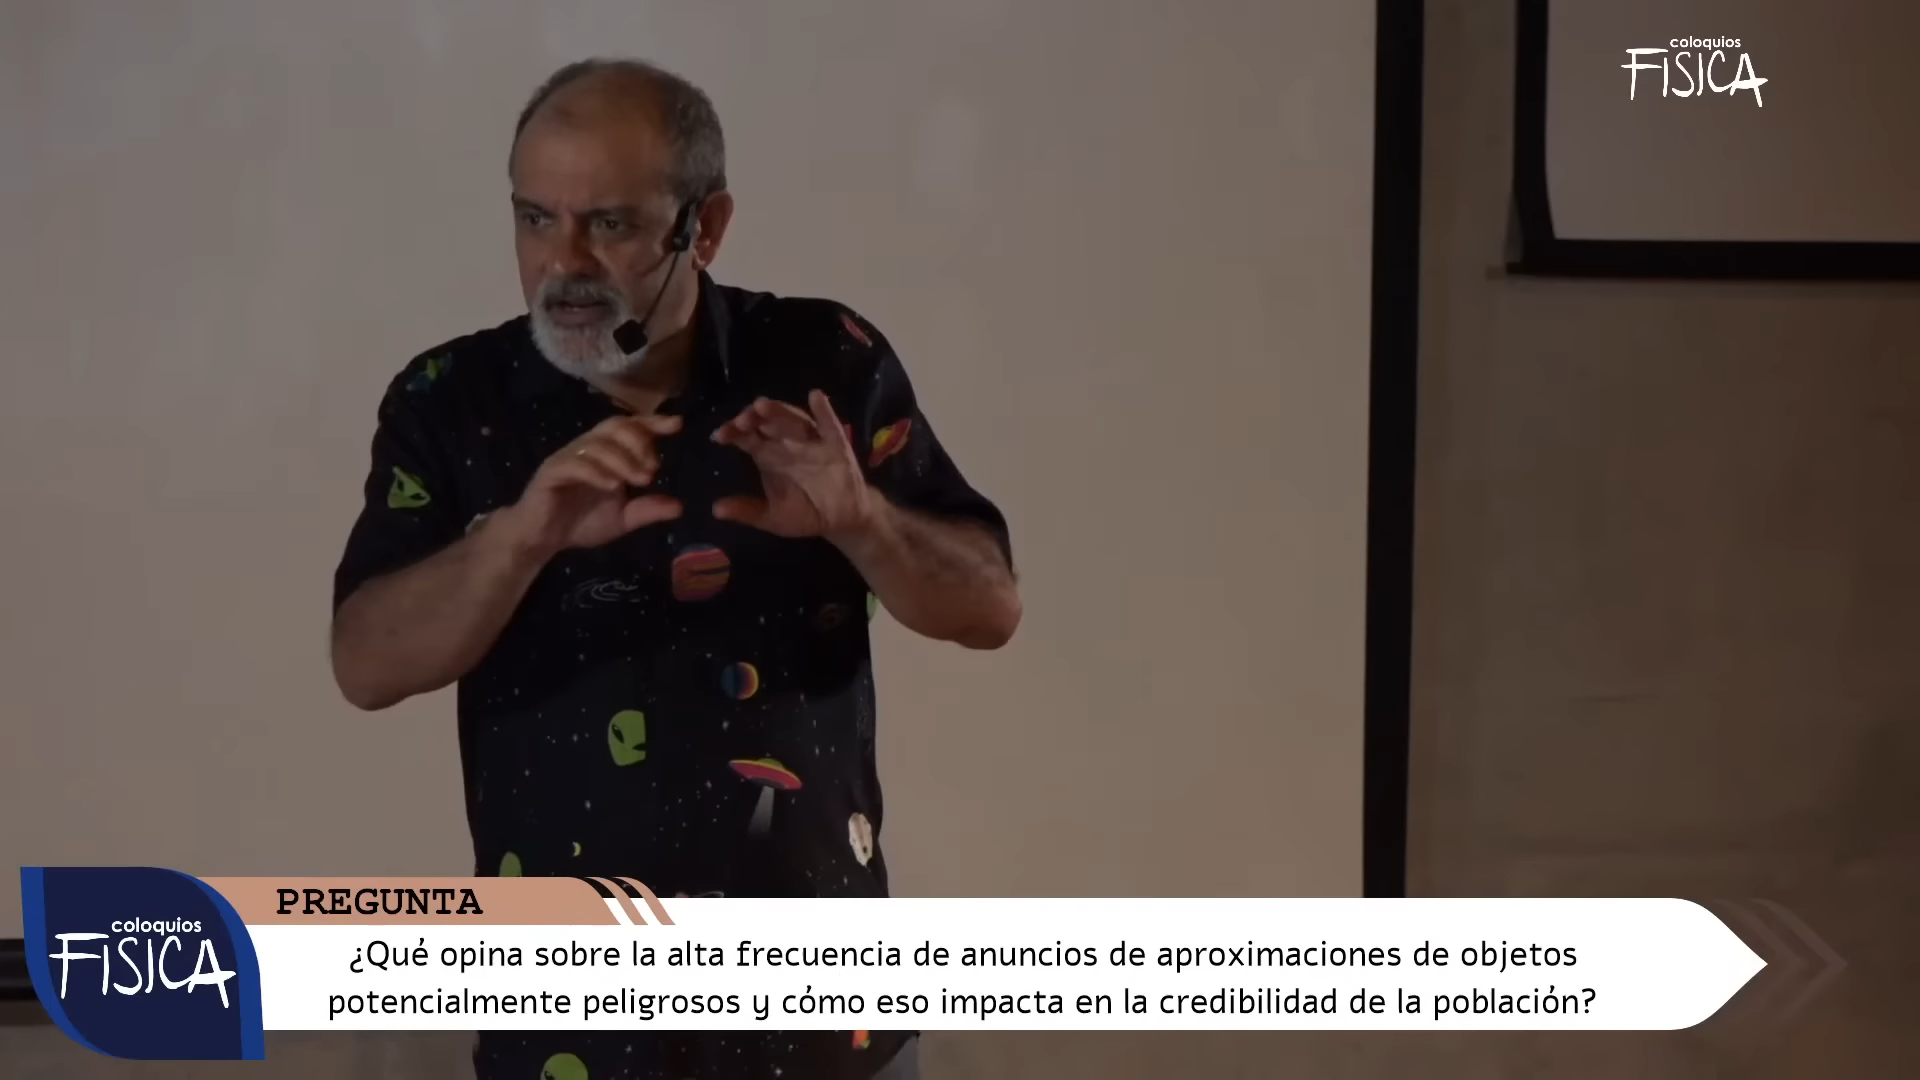 coloquios
FISICA
PREGUNTA
coloquios
FISICA
¿Qué opina sobre la alta frecuencia de anuncios de aproximaciones de objetos
potencialmente peligrosos y cómo eso impacta en la credibilidad de la población?